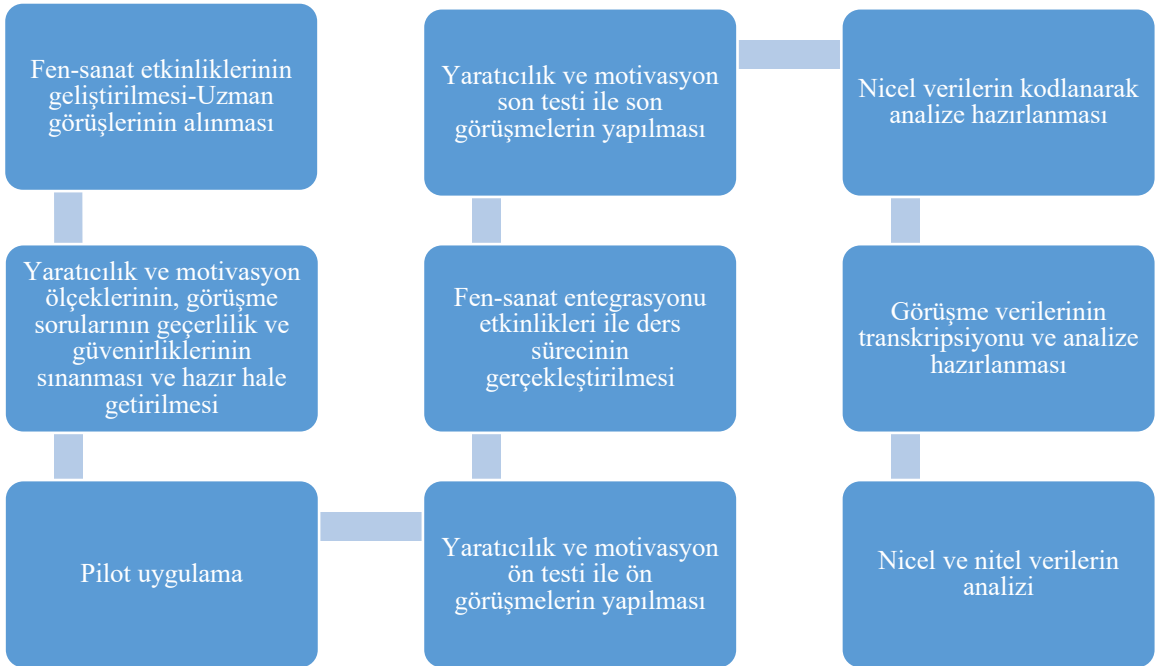 Fen-sanat etkinliklerinin
geliştirilmesi-Uzman
görüşlerinin alınması
Yaratıcılık ve motivasyon
ölçeklerinin, görüşme
sorularının geçerlilik ve
güvenirliklerinin
sınanması ve hazır hale
getirilmesi
Pilot uygulama
Yaratıcılık ve motivasyon
ön testi ile ön
görüşmelerin yapılması
Fen-sanat entegrasyonu
etkinlikleri ile ders
sürecinin
gerçekleştirilmesi
Yaratıcılık ve motivasyon
son testi ile son
görüşmelerin yapılması
Nicel verilerin kodlanarak
analize hazırlanması
Görüşme verilerinin
transkripsiyonu ve analize
hazırlanması
Nicel ve nitel verilerin
analizi